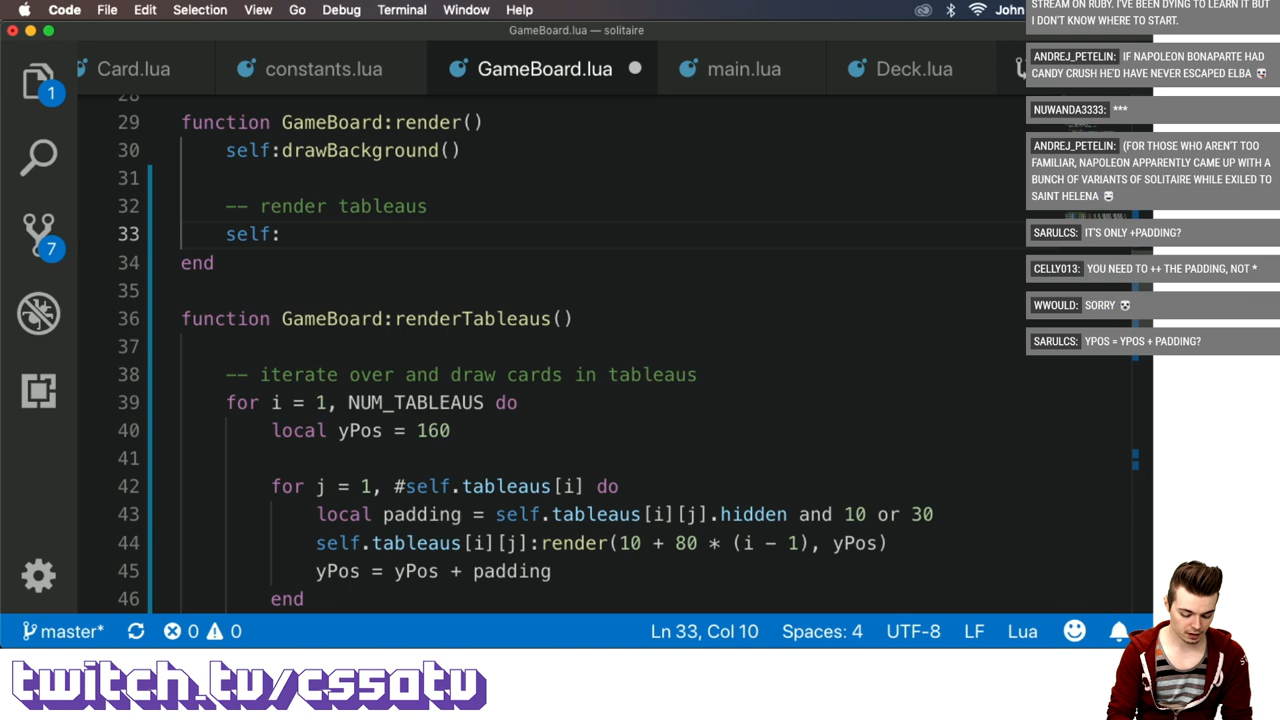 Code File Edit Selection View Go Debug Terminal Window Help John
GameBoard.lua — solitaire
Card.lua constants.lua GameBoard.lua main.lua Deck.lua
28
29 function GameBoard:render()
30 self:drawBackground()
31
32 -- render tableaus
33 self:
34 end
35
36 function GameBoard:renderTableaus()
37
38 -- iterate over and draw cards in tableaus
39 for i = 1, NUM_TABLEAUS do
40 local yPos = 160
41
42 for j = 1, #self.tableaus[i] do
43 local padding = self.tableaus[i][j].hidden and 10 or 30
44 self.tableaus[i][j]:render(10 + 80 * (i - 1), yPos)
45 yPos = yPos + padding
46 end
1
7
master* 0 0 Ln 33, Col 10 Spaces: 4 UTF-8 LF Lua
STREAM ON RUBY. I'VE BEEN DYING TO LEARN IT BUT
I DON'T KNOW WHERE TO START.
ANDREJ_PETELIN: IF NAPOLEON BONAPARTE HAD
CANDY CRUSH HE'D HAVE NEVER ESCAPED ELBA
NUWANDA3333: ***
ANDREJ_PETELIN: (FOR THOSE WHO AREN'T TOO
FAMILIAR, NAPOLEON APPARENTLY CAME UP WITH A
BUNCH OF VARIANTS OF SOLITAIRE WHILE EXILED TO
SAINT HELENA
SARULCS: IT'S ONLY +PADDING?
CELLY013: YOU NEED TO ++ THE PADDING, NOT *
WWOULD: SORRY
SARULCS: YPOS = YPOS + PADDING?
twitch.tv/cs50tv